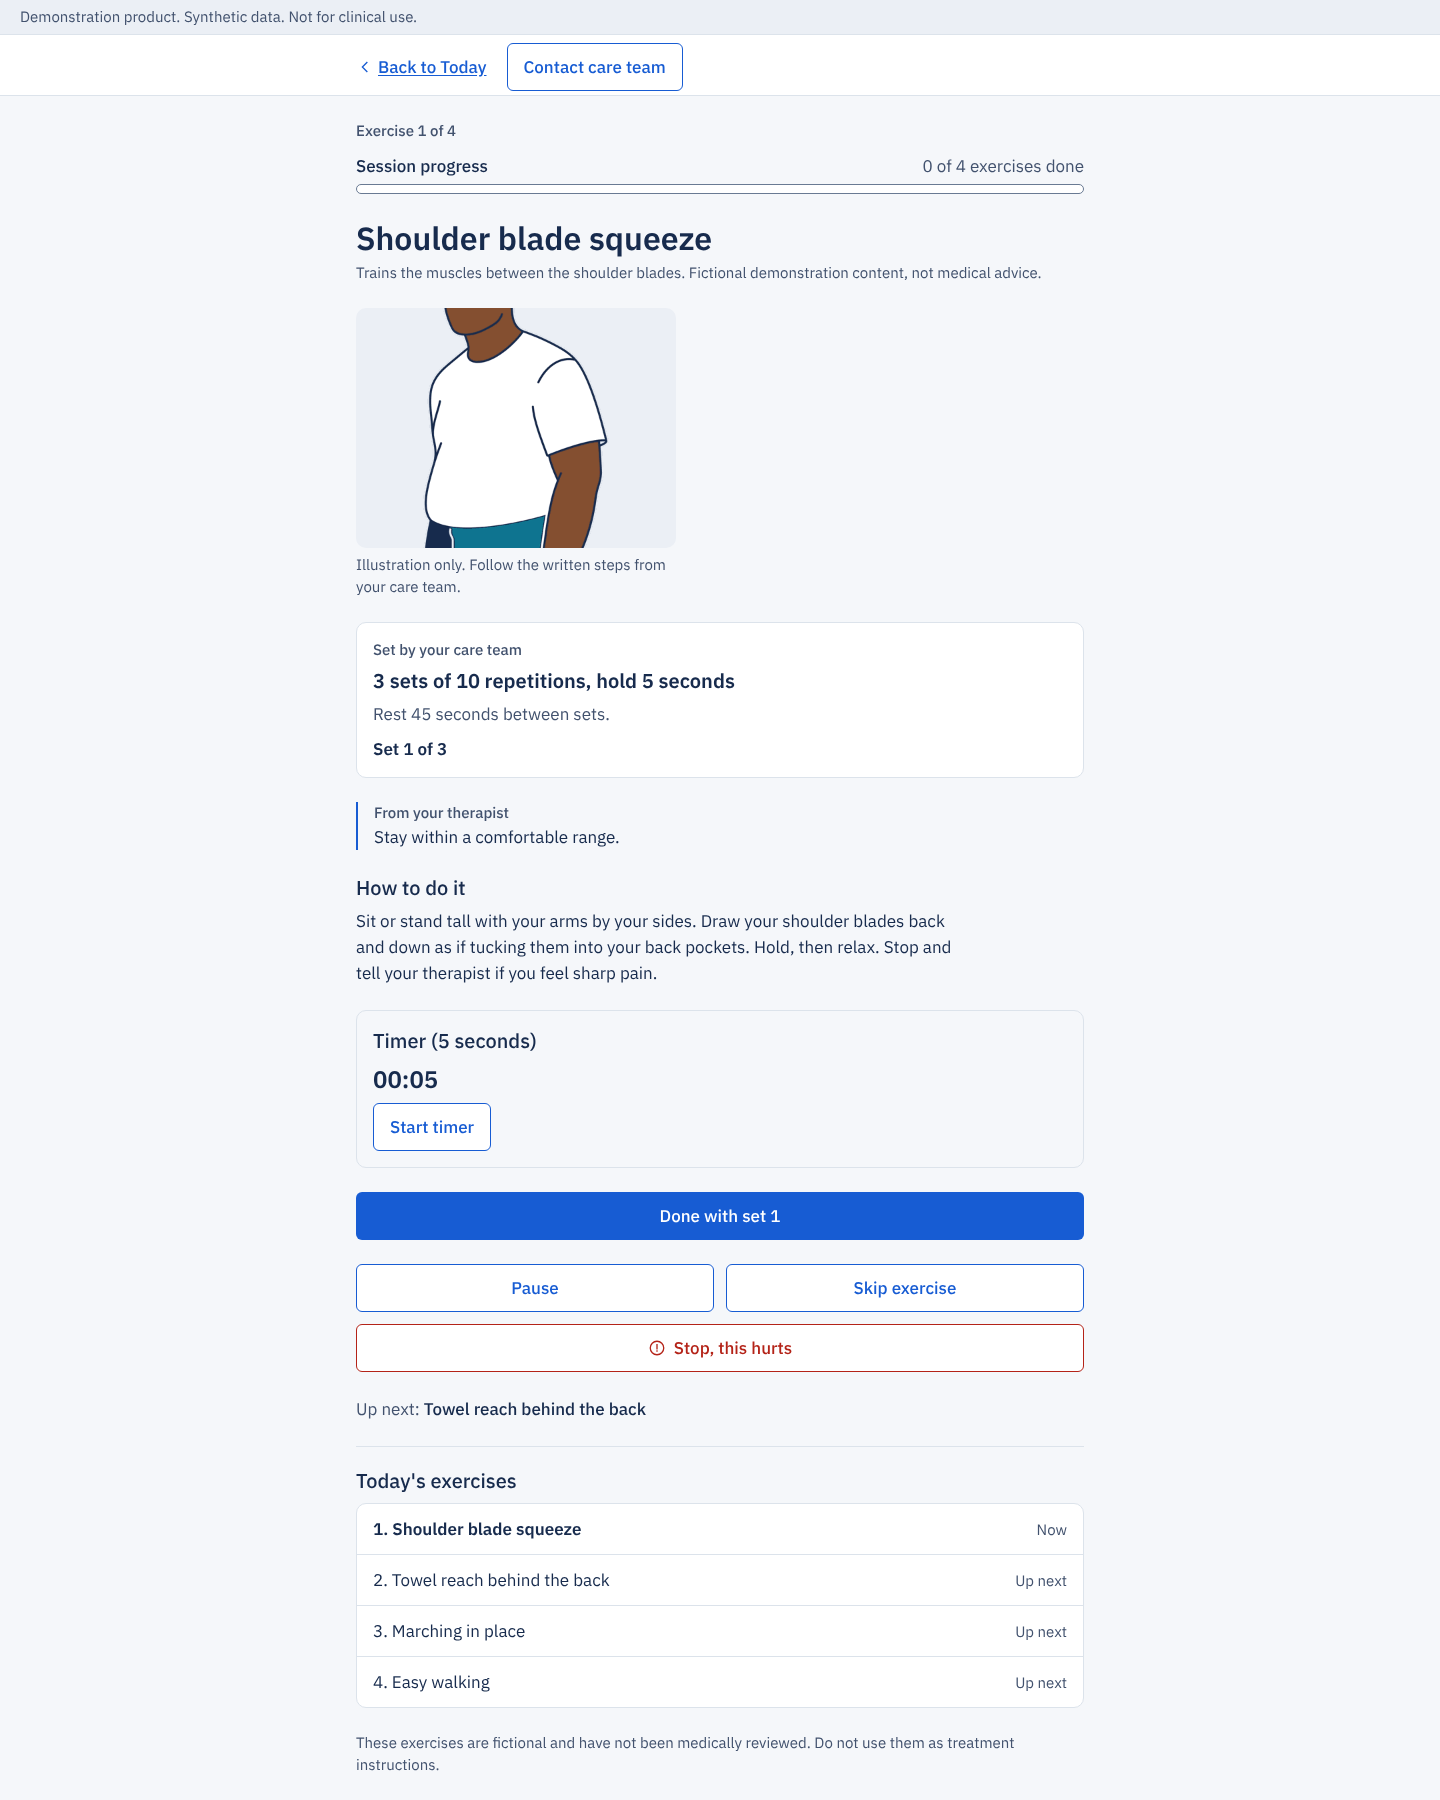 Demonstration product. Synthetic data. Not for clinical use.
Back to Today
Contact care team
Exercise 1 of 4
Session progress
0 of 4 exercises done
Shoulder blade squeeze
Trains the muscles between the shoulder blades. Fictional demonstration content, not medical advice.
Illustration only. Follow the written steps from
your care team.
Set by your care team
3 sets of 10 repetitions, hold 5 seconds
Rest 45 seconds between sets.
Set 1 of 3
From your therapist
Stay within a comfortable range.
How to do it
Sit or stand tall with your arms by your sides. Draw your shoulder blades back
and down as if tucking them into your back pockets. Hold, then relax. Stop and
tell your therapist if you feel sharp pain.
Timer (5 seconds)
00:05
Start timer
Done with set 1
Pause
Skip exercise
Stop, this hurts
Up next: Towel reach behind the back
Today's exercises
1. Shoulder blade squeeze
Now
2. Towel reach behind the back
Up next
3. Marching in place
Up next
4. Easy walking
Up next
These exercises are fictional and have not been medically reviewed. Do not use them as treatment
instructions.